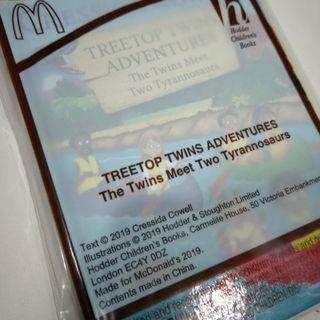 h
Hodder
Children's
Books
TREETOP TWINS
ADVENTURES
The Twins Meet
Two Tyrannosaurs
TREETOP TWINS ADVENTURES
The Twins Meet Two Tyrannosaurs
Text © 2019 Cressida Cowell
Illustrations © 2019 Hodder & Stoughton Limited
Hodder Children's Books, Carmelite House, 50 Victoria Embankment
London EC4Y 0DZ
Made for McDonald's 2019.
Contents made in China.